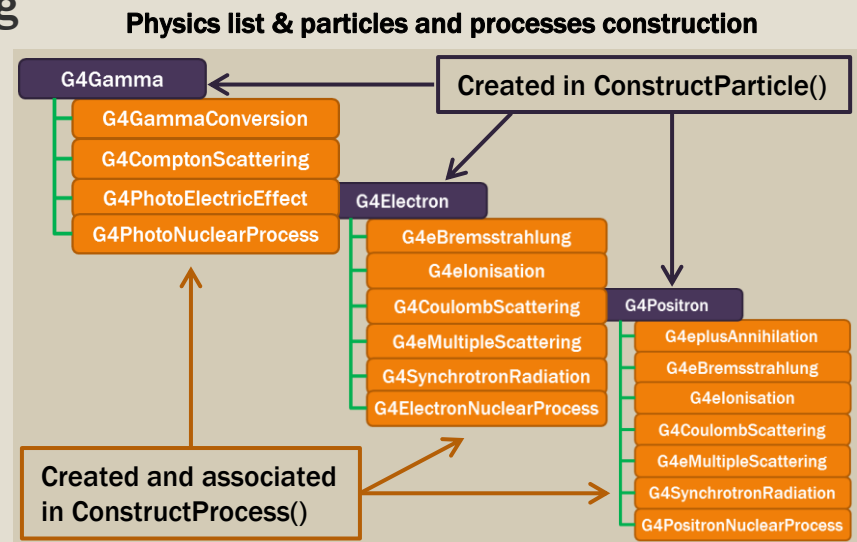 g
Physics list & particles and processes construction
G4Gamma
G4GammaConversion
G4ComptonScattering
G4PhotoElectricEffect
G4PhotoNuclearProcess
Created in ConstructParticle()
G4Electron
G4eBremsstrahlung
G4eIonisation
G4CoulombScattering
G4eMultipleScattering
G4SynchrotronRadiation
G4ElectronNuclearProcess
G4Positron
G4eplusAnnihilation
G4eBremsstrahlung
G4eIonisation
G4CoulombScattering
G4eMultipleScattering
G4SynchrotronRadiation
G4PositronNuclearProcess
Created and associated
in ConstructProcess()